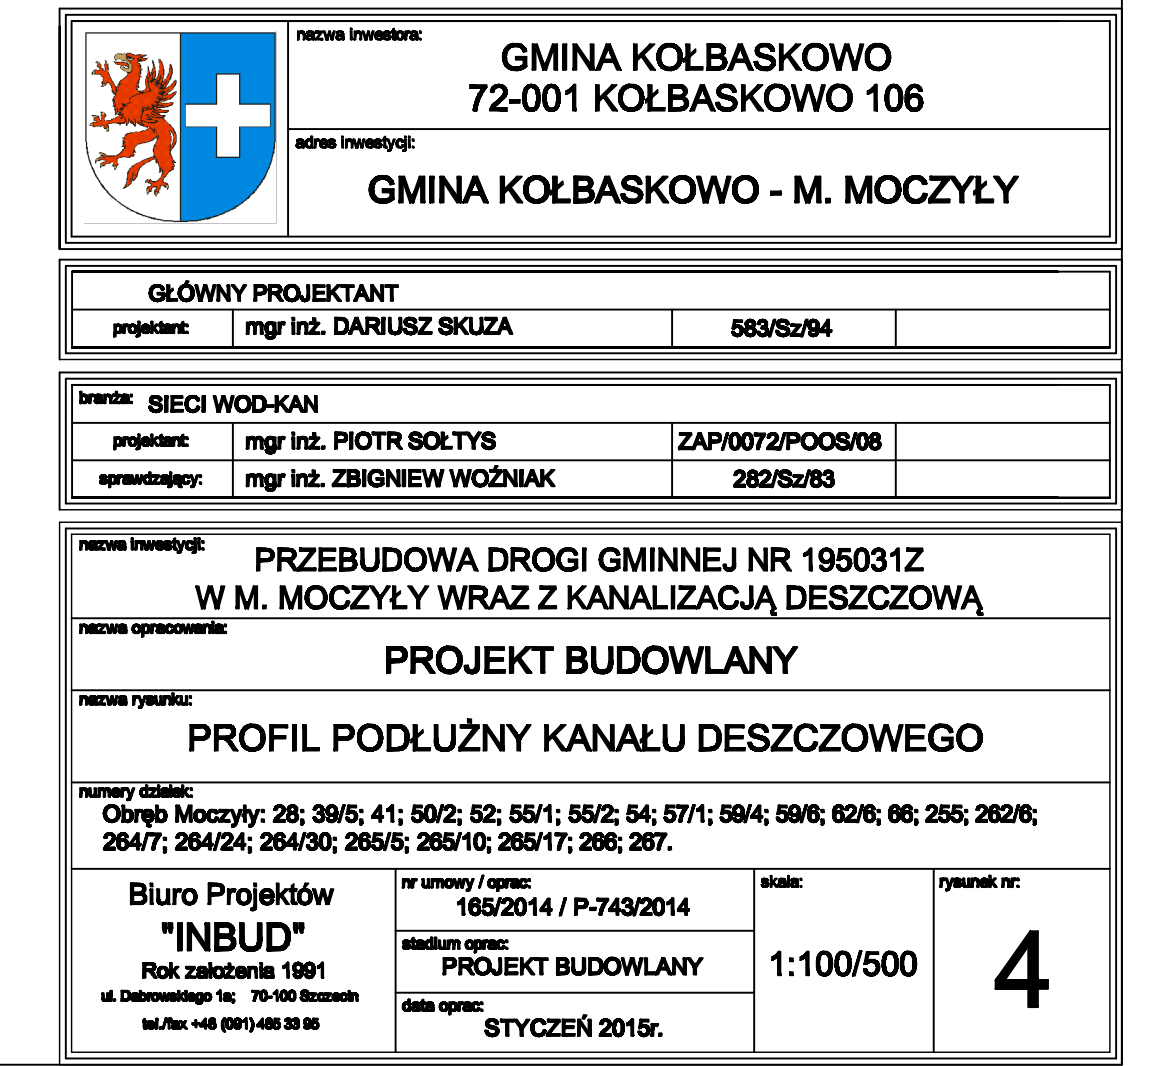 nazwa inwestora:
GMINA KOŁBASKOWO
72-001 KOŁBASKOWO 106
adres inwestycji:
GMINA KOŁBASKOWO - M. MOCZYŁY
GŁÓWNY PROJEKTANT
projektant: mgr inż. DARIUSZ SKUZA 583/Sz/94
branża: SIECI WOD-KAN
projektant: mgr inż. PIOTR SOŁTYS ZAP/0072/POOS/08
sprawdzający: mgr inż. ZBIGNIEW WOŹNIAK 282/Sz/83
nazwa inwestycji:
PRZEBUDOWA DROGI GMINNEJ NR 195031Z
W M. MOCZYŁY WRAZ Z KANALIZACJĄ DESZCZOWĄ
nazwa opracowania:
PROJEKT BUDOWLANY
nazwa rysunku:
PROFIL PODŁUŻNY KANAŁU DESZCZOWEGO
numery działek:
Obręb Moczyły: 28; 39/5; 41; 50/2; 52; 55/1; 55/2; 54; 57/1; 59/4; 59/6; 62/6; 66; 255; 262/6;
264/7; 264/24; 264/30; 265/5; 265/10; 265/17; 266; 267.
Biuro Projektów
"INBUD"
Rok założenia 1991
ul. Dąbrowskiego 1a; 70-100 Szczecin
tel./fax +48 (091) 485 33 95
nr umowy / oprac:
165/2014 / P-743/2014
stadium oprac:
PROJEKT BUDOWLANY
data oprac:
STYCZEŃ 2015r.
skala:
1:100/500
rysunek nr:
4